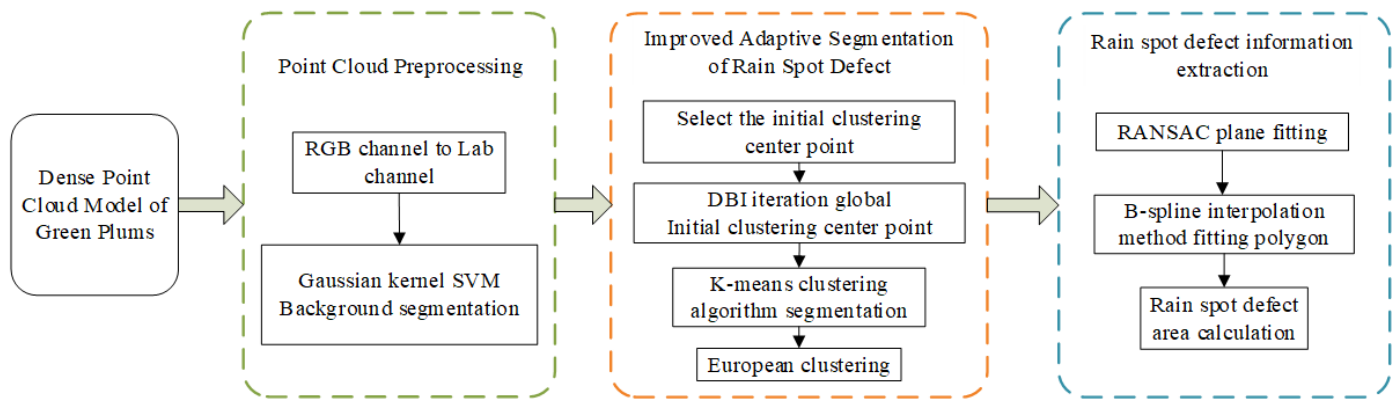 Dense Point
Cloud Model of
Green Plums
Point Cloud Preprocessing
RGB channel to Lab
channel
Gaussian kernel SVM
Background segmentation
Improved Adaptive Segmentation
of Rain Spot Defect
Select the initial clustering
center point
DBI iteration global
Initial clustering center point
K-means clustering
algorithm segmentation
European clustering
Rain spot defect information
extraction
RANSAC plane fitting
B-spline interpolation
method fitting polygon
Rain spot defect
area calculation